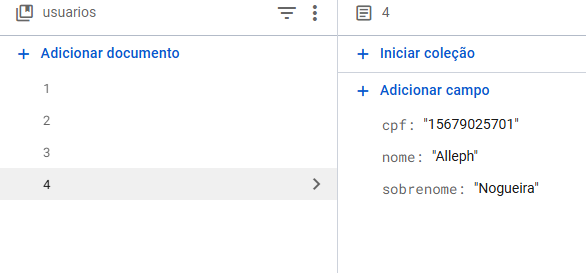 usuarios
Adicionar documento
1
2
3
4
4
Iniciar coleção
Adicionar campo
cpf: "15679025701"
nome: "Alleph"
sobrenome: "Nogueira"